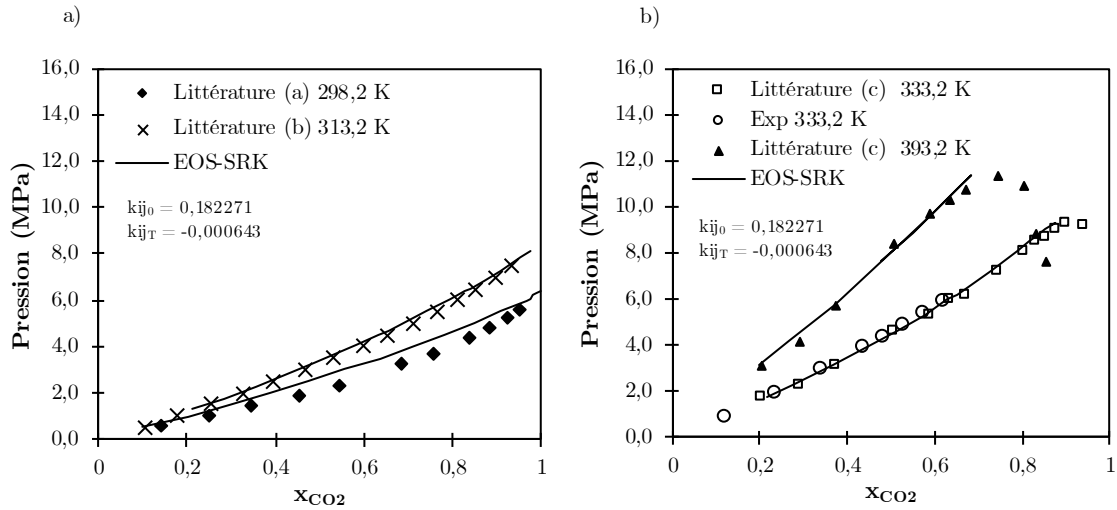 a)
16,0
14,0
12,0
10,0
8,0
6,0
4,0
2,0
0,0
Pression (MPa)
Littérature (a) 298,2 K
Littérature (b) 313,2 K
EOS-SRK
kij0 = 0,182271
kijT = -0,000643
0
0,2
0,4
0,6
0,8
1
xCO2
b)
16,0
14,0
12,0
10,0
8,0
6,0
4,0
2,0
0,0
Pression (MPa)
Littérature (c) 333,2 K
Exp 333,2 K
Littérature (c) 393,2 K
EOS-SRK
kij0 = 0,182271
kijT = -0,000643
0
0,2
0,4
0,6
0,8
1
xCO2